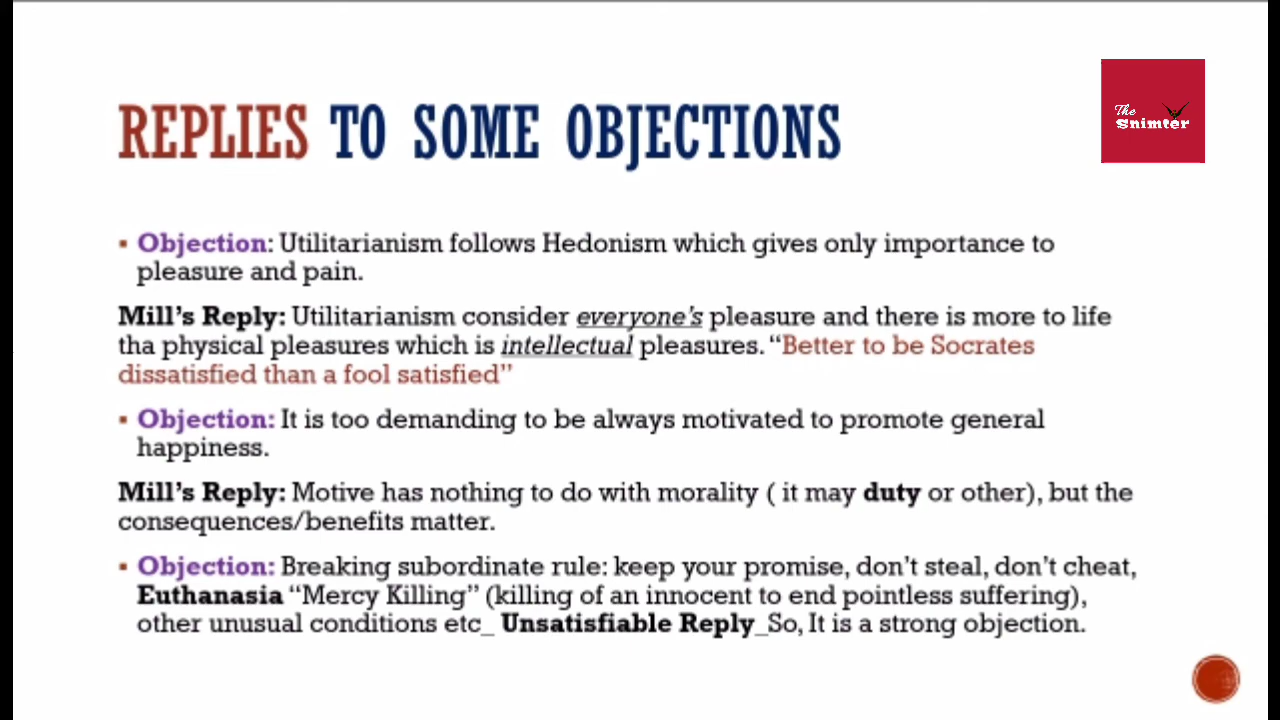 REPLIES TO SOME OBJECTIONS
The
Snimter
▪ Objection: Utilitarianism follows Hedonism which gives only importance to
pleasure and pain.
Mill’s Reply: Utilitarianism consider everyone’s pleasure and there is more to life
tha physical pleasures which is intellectual pleasures. “Better to be Socrates
dissatisfied than a fool satisfied”
▪ Objection: It is too demanding to be always motivated to promote general
happiness.
Mill’s Reply: Motive has nothing to do with morality ( it may duty or other), but the
consequences/benefits matter.
▪ Objection: Breaking subordinate rule: keep your promise, don’t steal, don’t cheat,
Euthanasia “Mercy Killing” (killing of an innocent to end pointless suffering),
other unusual conditions etc_ Unsatisfiable Reply_So, It is a strong objection.